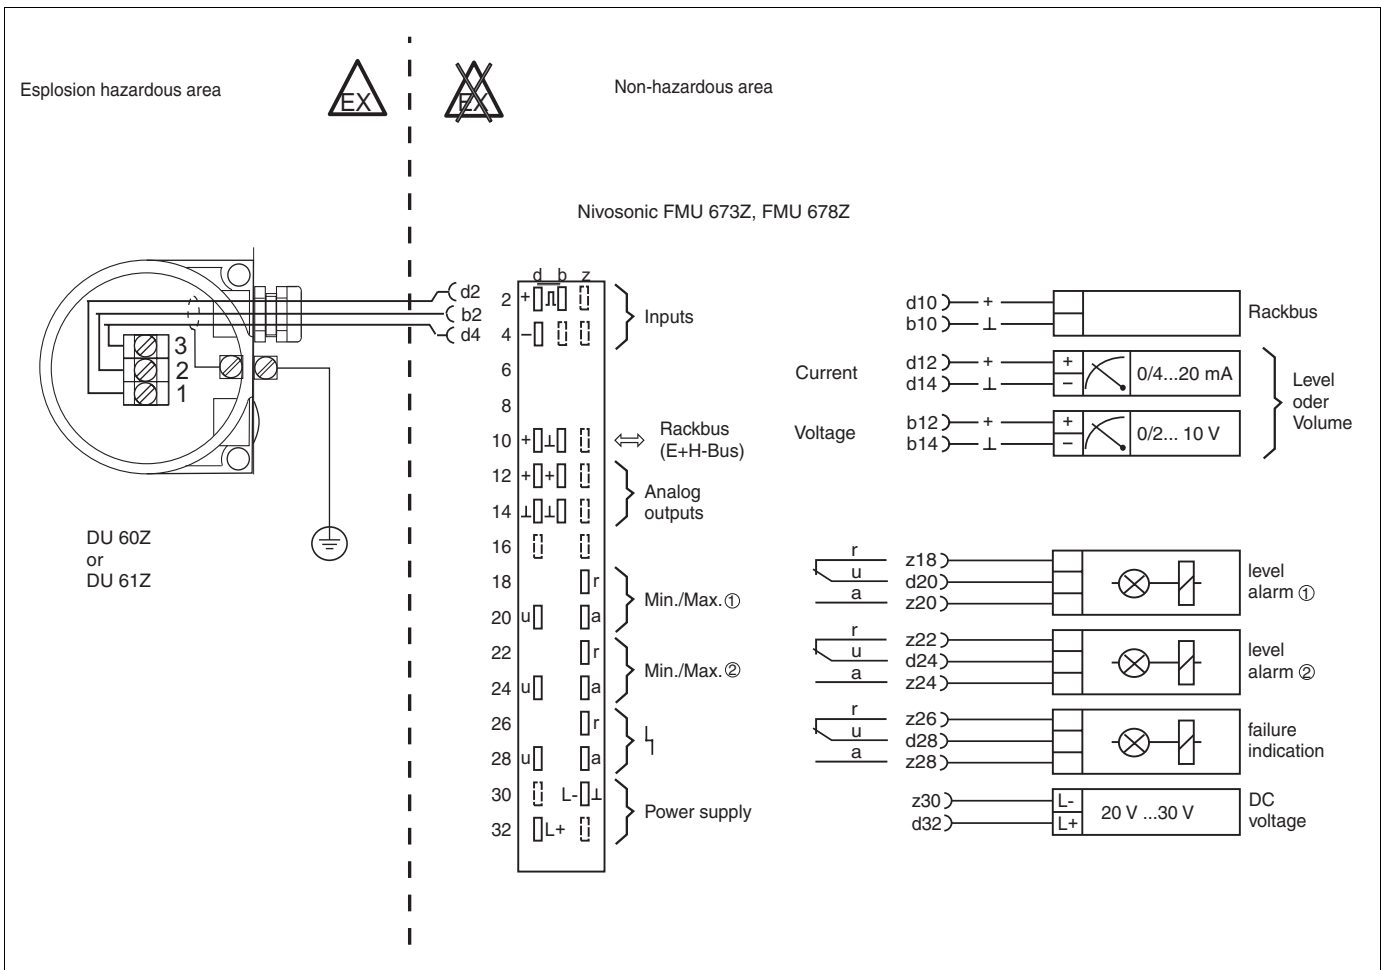 Esplosion hazardous area
EX
EX
Non-hazardous area
Nivosonic FMU 673Z, FMU 678Z
3
2
1
DU 60Z
or
DU 61Z
d2
b2
d4
d b z
2 +
4 –
6
8
10 + ⊥
12 + +
14 ⊥ ⊥
16
18 r
20 u a
22 r
24 u a
26 r
28 u a
30 L- ⊥
32 L+
Inputs
Rackbus
(E+H-Bus)
Analog
outputs
Min./Max. ①
Min./Max. ②
Power supply
d10 +
b10 ⊥
Rackbus
Current
d12 + +
d14 ⊥ –
0/4...20 mA
Voltage
b12 + +
b14 ⊥ –
0/2... 10 V
Level
oder
Volume
r z18
u d20
a z20
level
alarm ①
r z22
u d24
a z24
level
alarm ②
r z26
u d28
a z28
failure
indication
z30 L-
d32 L+
20 V ...30 V
DC
voltage